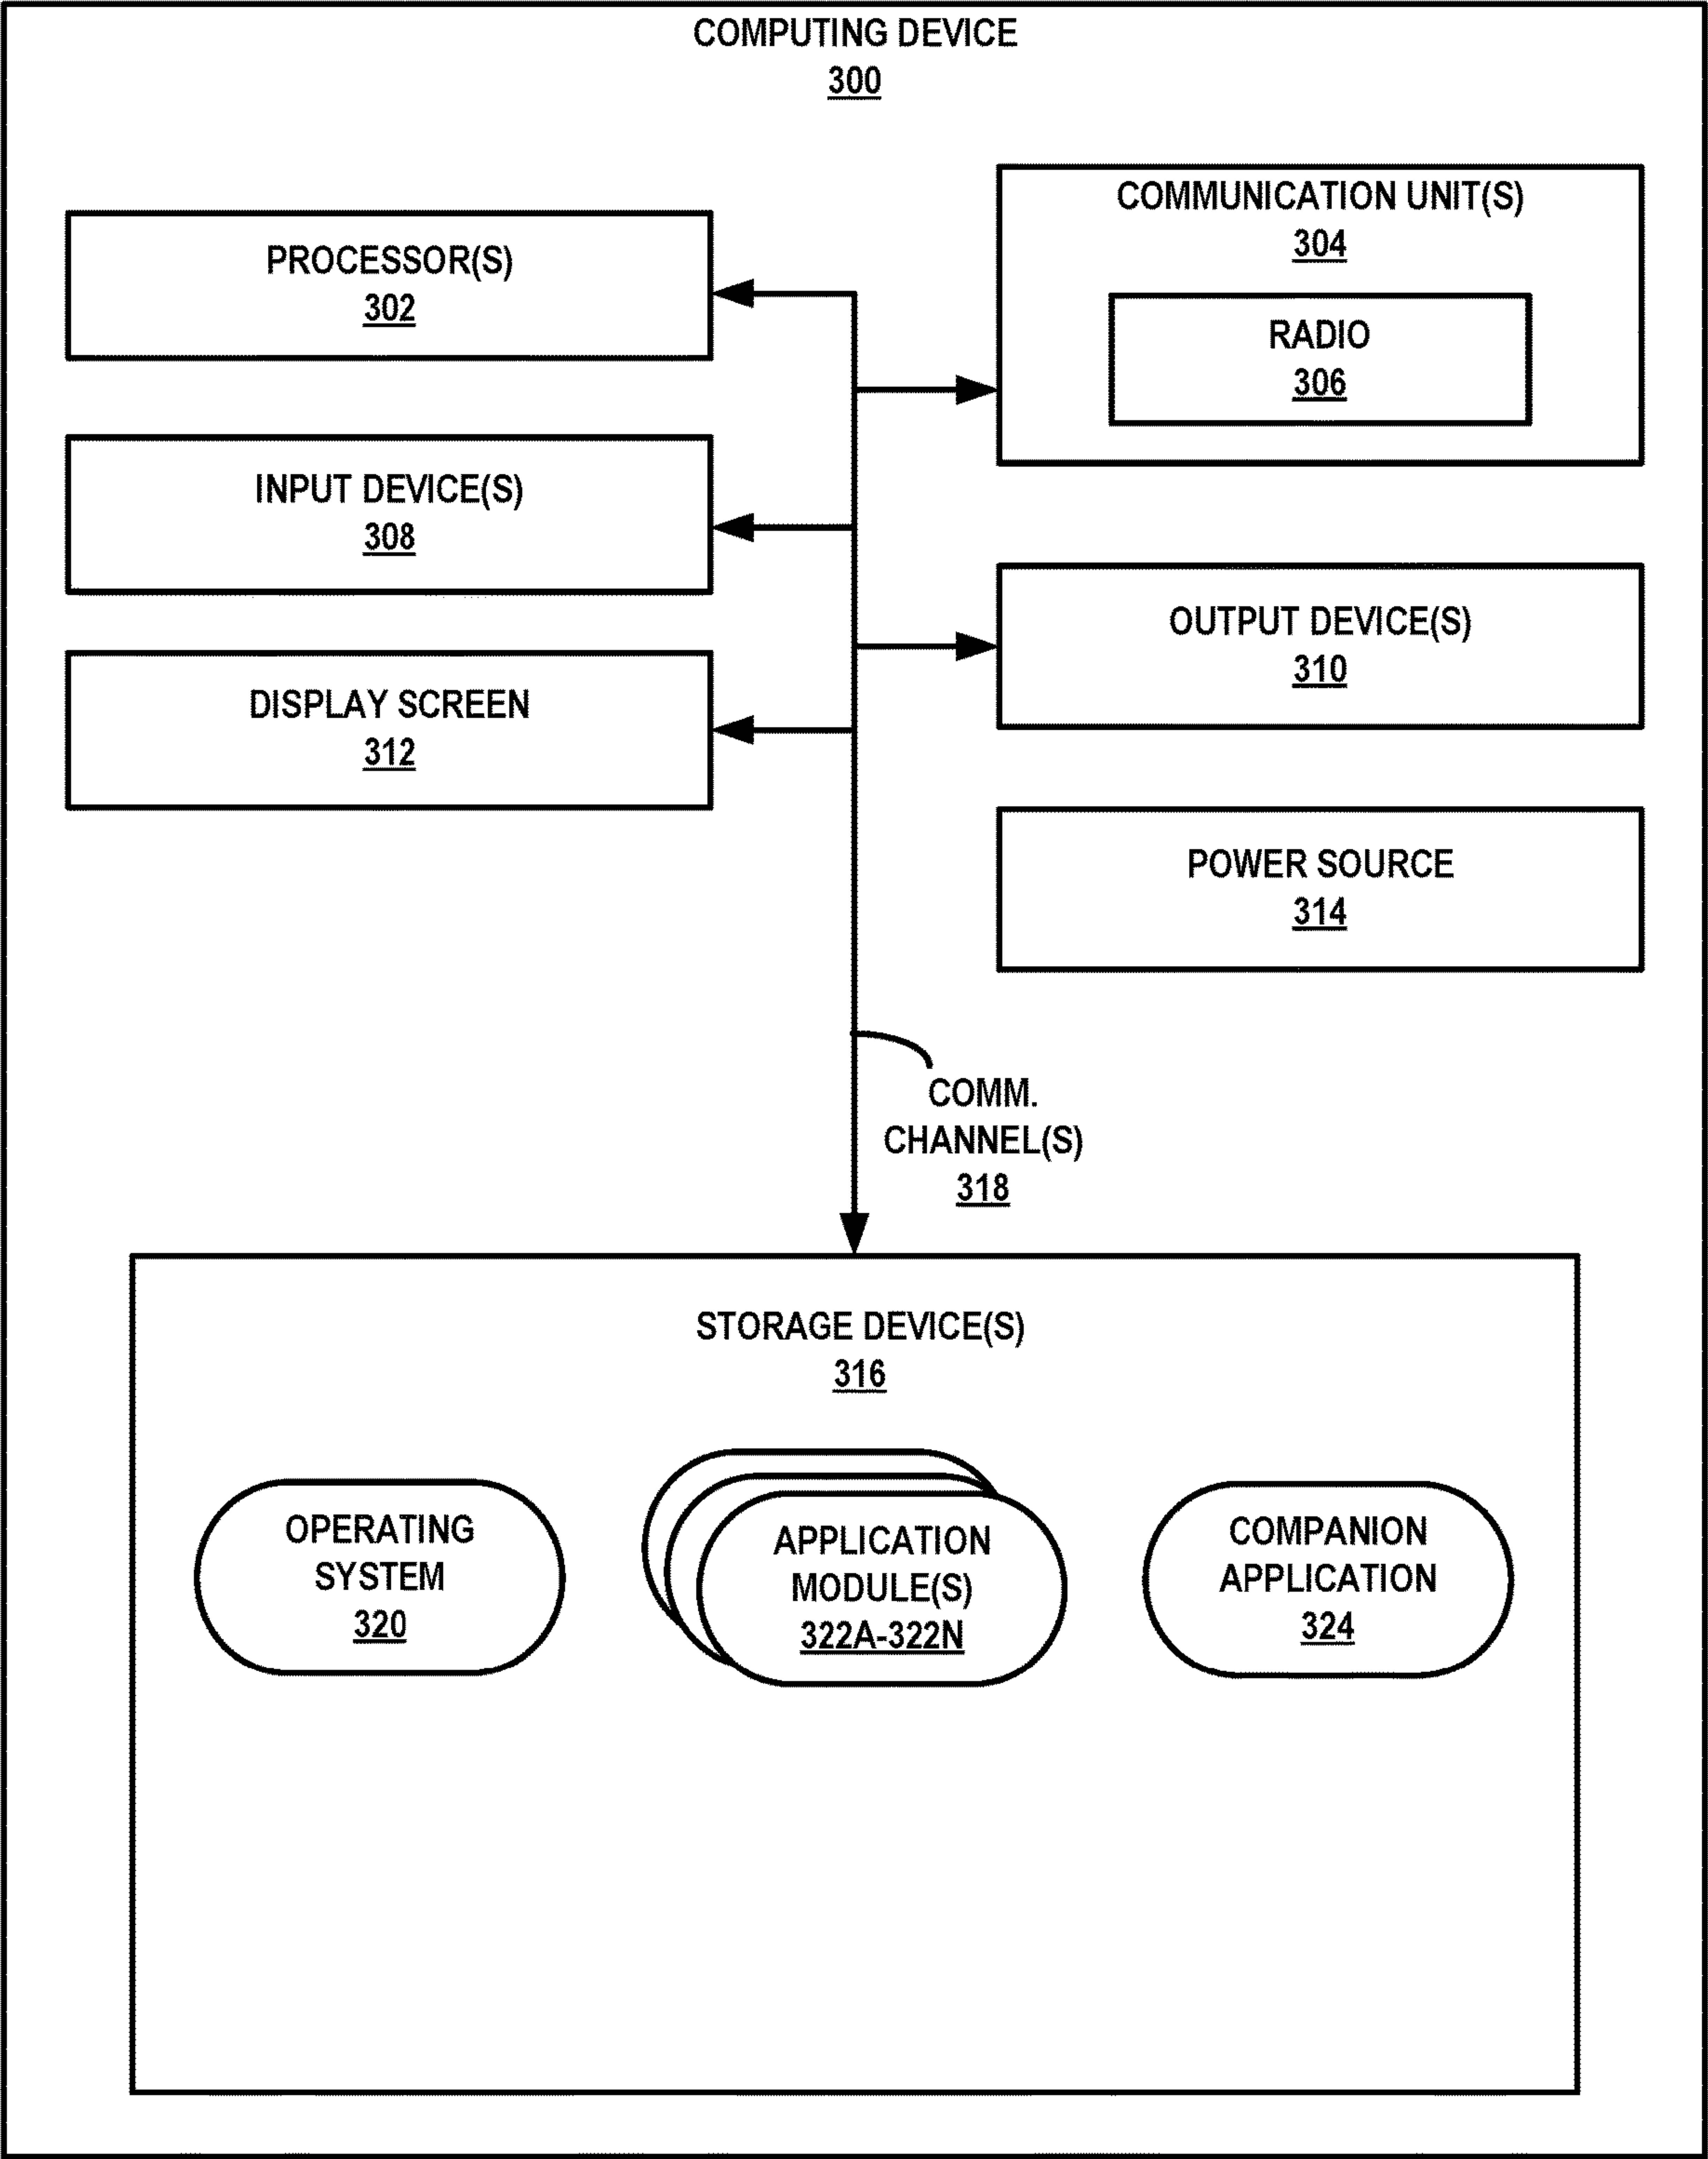 COMPUTING DEVICE
300
PROCESSOR(S)
302
COMMUNICATION UNIT(S)
304
RADIO
306
INPUT DEVICE(S)
308
OUTPUT DEVICE(S)
310
DISPLAY SCREEN
312
POWER SOURCE
314
COMM.
CHANNEL(S)
318
STORAGE DEVICE(S)
316
OPERATING
SYSTEM
320
APPLICATION
MODULE(S)
322A-322N
COMPANION
APPLICATION
324